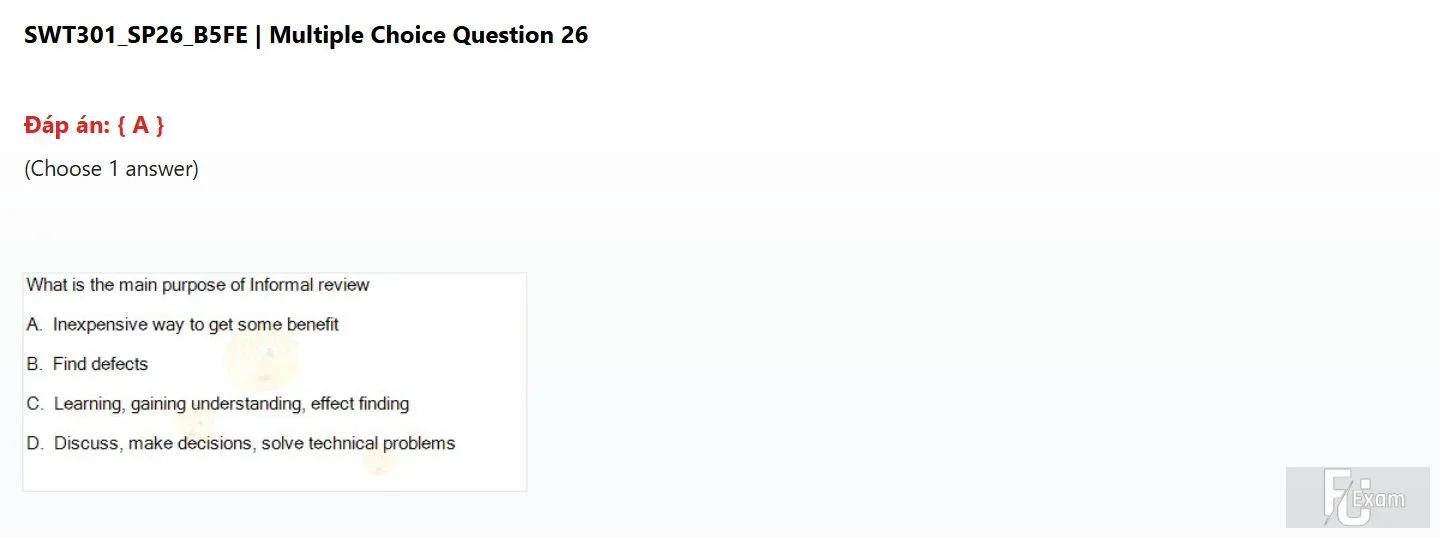 SWT301_SP26_B5FE | Multiple Choice Question 26
Đáp án: { A }
(Choose 1 answer)
What is the main purpose of Informal review
A. Inexpensive way to get some benefit
B. Find defects
C. Learning, gaining understanding, effect finding
D. Discuss, make decisions, solve technical problems
FU Exam